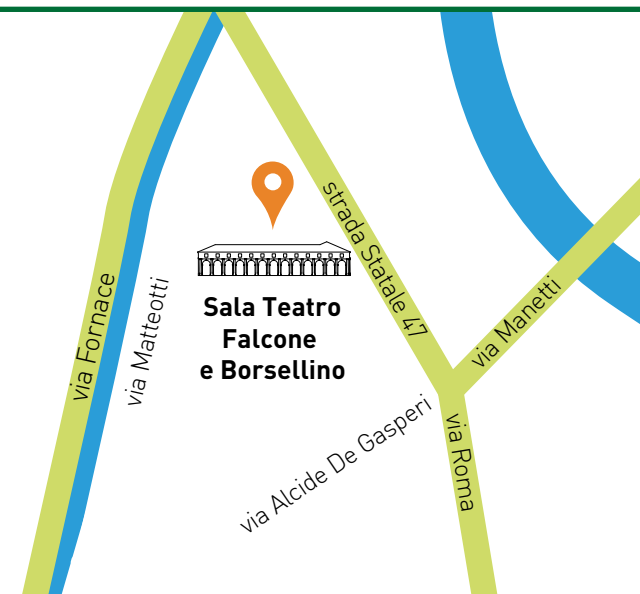 strada Statale 47
via Fornace
via Matteotti
Sala Teatro
Falcone
e Borsellino
via Manetti
via Alcide De Gasperi
via Roma